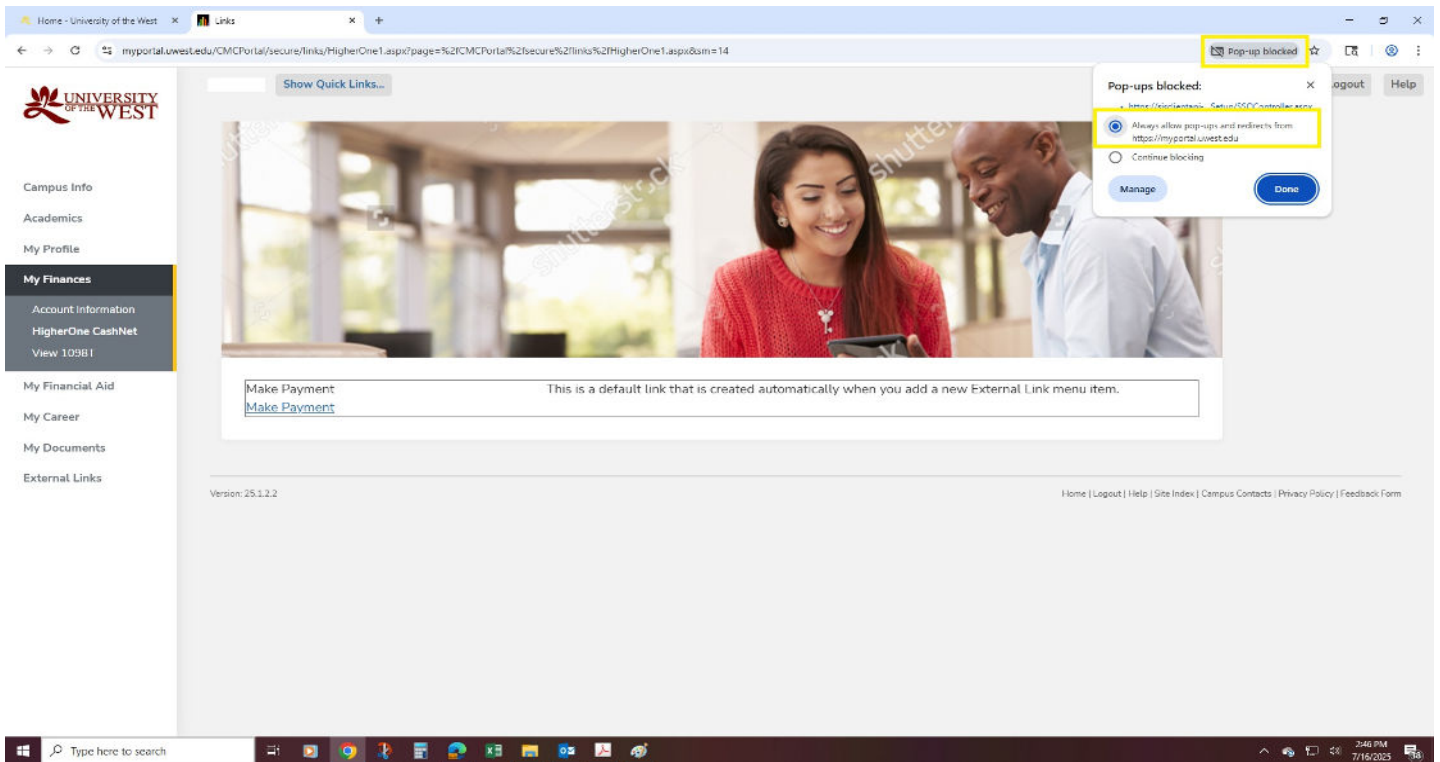 Home - University of the West
Links
myportal.uwest.edu/CMCPortal/secure/links/HigherOne1.aspx?page=%2fCMCPortal%2fsecure%2flinks%2fHigherOne1.aspx&sm=14
Pop-up blocked
UNIVERSITY
OF THE WEST
Show Quick Links...
Logout
Help
Pop-ups blocked:
Always allow pop-ups and redirects from
https://myportal.uwest.edu
Continue blocking
Manage
Done
shutterstock
shutterstock
Campus Info
Academics
My Profile
My Finances
Account Information
HigherOne CashNet
View 1098T
My Financial Aid
My Career
My Documents
External Links
Make Payment
This is a default link that is created automatically when you add a new External Link menu item.
Make Payment
Version: 25.1.2.2
Home | Logout | Help | Site Index | Campus Contacts | Privacy Policy | Feedback Form
Type here to search
2:46 PM
7/16/2025